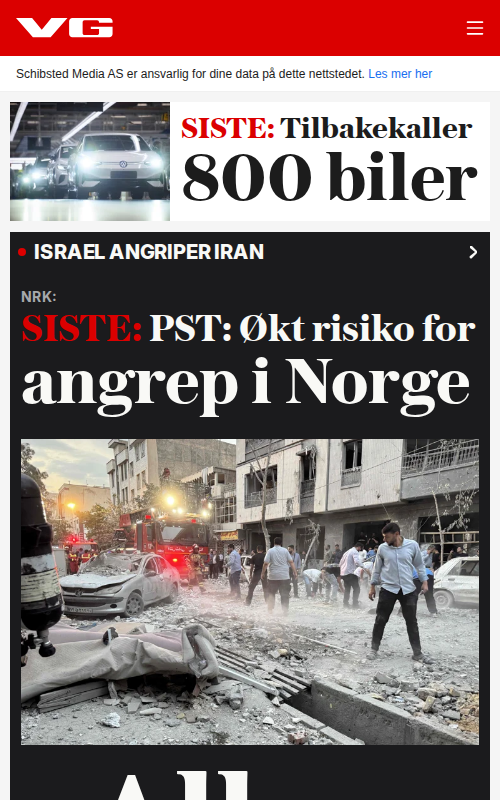 VG
Schibsted Media AS er ansvarlig for dine data på dette nettstedet. Les mer her
SISTE: Tilbakekaller
800 biler
ISRAEL ANGRIPER IRAN
NRK:
SISTE: PST: Økt risiko for
angrep i Norge